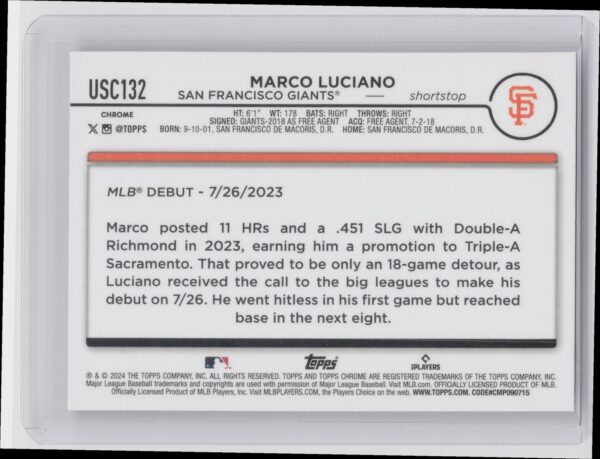 USC132
MARCO LUCIANO
SAN FRANCISCO GIANTS®
shortstop
SF
CHROME
@TOPPS
HT: 6'1" WT: 178 BATS: RIGHT THROWS: RIGHT
SIGNED: GIANTS-2018 AS FREE AGENT ACQ: FREE AGENT, 7-2-18
BORN: 9-10-01, SAN FRANCISCO DE MACORIS, D.R. HOME: SAN FRANCISCO DE MACORIS, D.R.
MLB® DEBUT - 7/26/2023
Marco posted 11 HRs and a .451 SLG with Double-A
Richmond in 2023, earning him a promotion to Triple-A
Sacramento. That proved to be only an 18-game detour, as
Luciano received the call to the big leagues to make his
debut on 7/26. He went hitless in his first game but reached
base in the next eight.
Topps
PLAYERS
® & © 2024 THE TOPPS COMPANY, INC. ALL RIGHTS RESERVED. TOPPS AND TOPPS CHROME ARE REGISTERED TRADEMARKS OF THE TOPPS COMPANY, INC.
Major League Baseball trademarks and copyrights are used with permission of Major League Baseball. Visit MLB.com. OFFICIALLY LICENSED PRODUCT OF MLB.
Officially Licensed Product of MLB Players, Inc. Visit MLBPLAYERS.com, the Players Choice on the web. WWW.TOPPS.COM. CODE#CMP090715